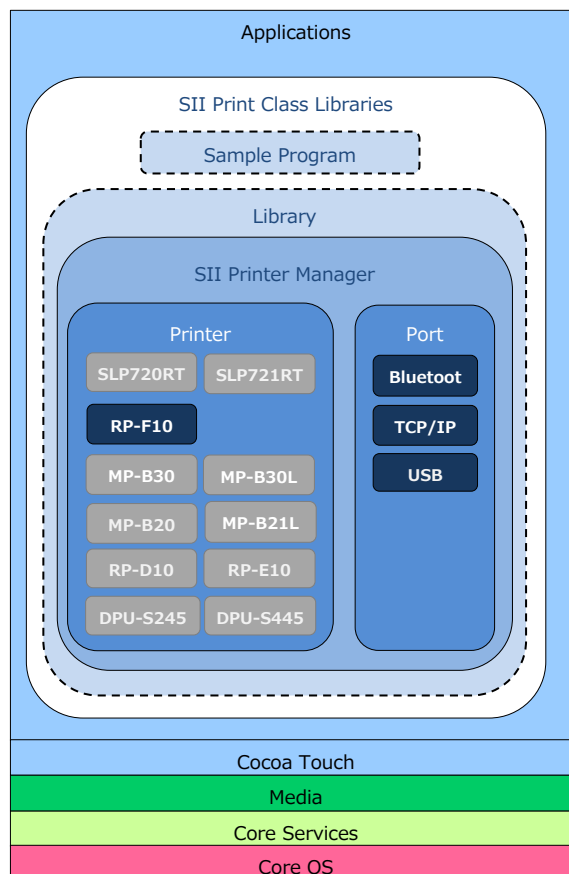 Applications
SII Print Class Libraries
Sample Program
Library
SII Printer Manager
Printer
Port
SLP720RT SLP721RT
Bluetoot
RP-F10
TCP/IP
MP-B30 MP-B30L
USB
MP-B20 MP-B21L
RP-D10 RP-E10
DPU-S245 DPU-S445
Cocoa Touch
Media
Core Services
Core OS